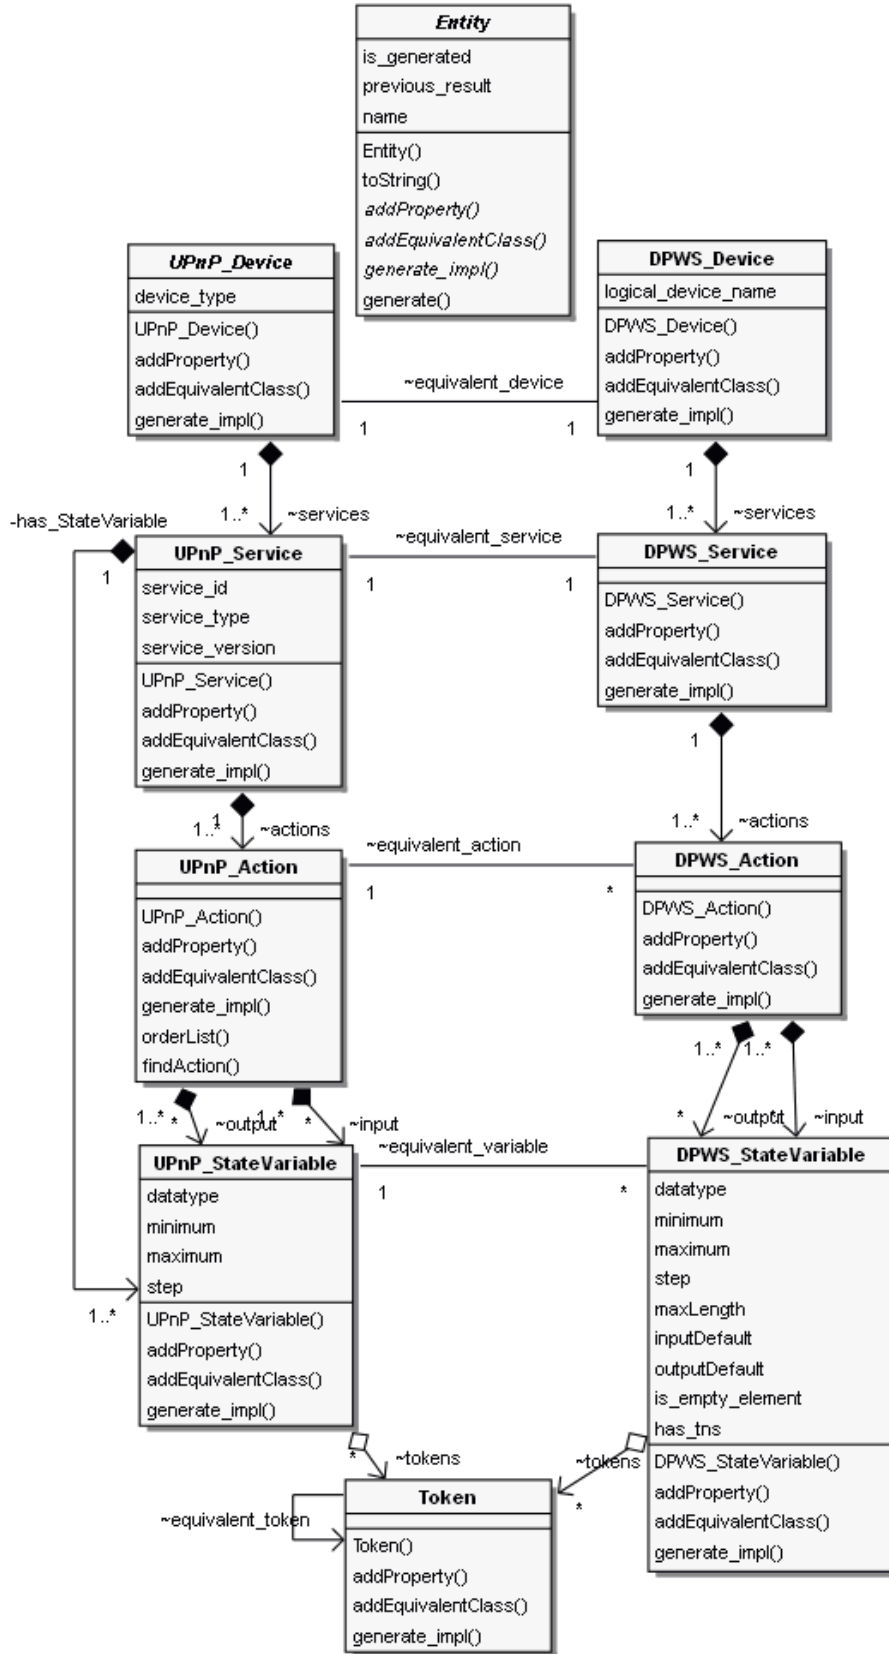 Entity
is_generated
previous_result
name
Entity()
toString()
addProperty()
addEquivalentClass()
generate_impl()
generate()
UPnP_Device
device_type
UPnP_Device()
addProperty()
addEquivalentClass()
generate_impl()
DPWS_Device
logical_device_name
DPWS_Device()
addProperty()
addEquivalentClass()
generate_impl()
~equivalent_device
1
1
1
1..*
~services
1
1..*
~services
-has_StateVariable
1
1..*
UPnP_Service
service_id
service_type
service_version
UPnP_Service()
addProperty()
addEquivalentClass()
generate_impl()
~equivalent_service
1
1
DPWS_Service
DPWS_Service()
addProperty()
addEquivalentClass()
generate_impl()
1
1..*
~actions
1
1..*
~actions
UPnP_Action
UPnP_Action()
addProperty()
addEquivalentClass()
generate_impl()
orderList()
findAction()
~equivalent_action
1
*
DPWS_Action
DPWS_Action()
addProperty()
addEquivalentClass()
generate_impl()
1..*
*
~output
1..*
*
~input
1..*
*
~output
1..*
*
~input
UPnP_StateVariable
datatype
minimum
maximum
step
UPnP_StateVariable()
addProperty()
addEquivalentClass()
generate_impl()
~equivalent_variable
1
*
DPWS_StateVariable
datatype
minimum
maximum
step
maxLength
inputDefault
outputDefault
is_empty_element
has_tns
DPWS_StateVariable()
addProperty()
addEquivalentClass()
generate_impl()
*
~tokens
~tokens
*
~equivalent_token
Token
Token()
addProperty()
addEquivalentClass()
generate_impl()